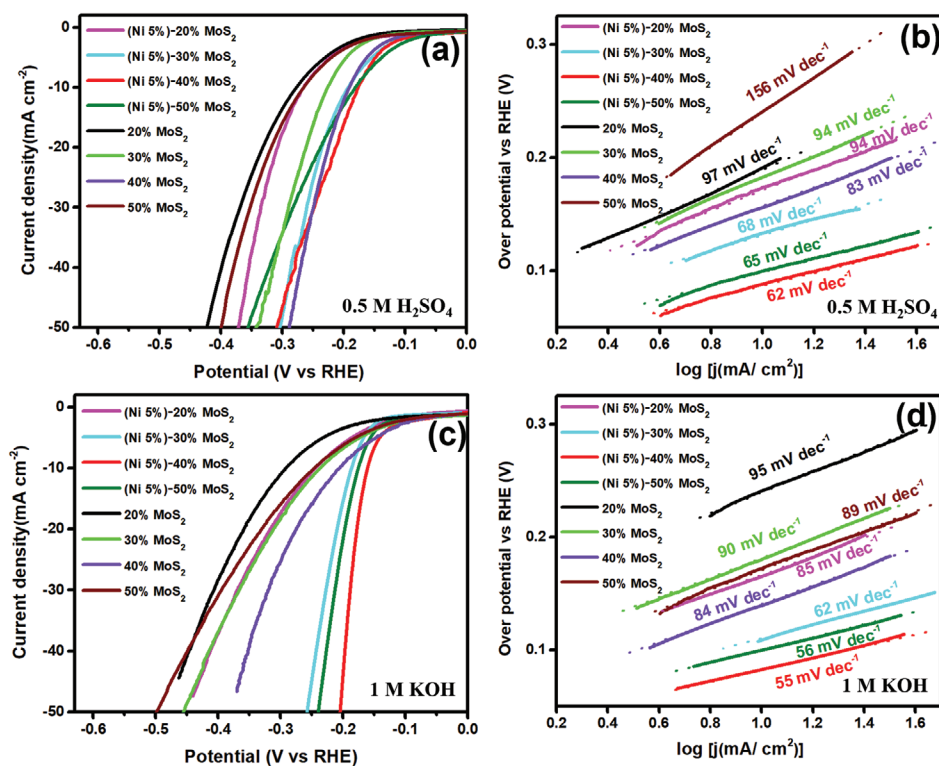 (a)
(Ni 5%)-20% MoS₂
(Ni 5%)-30% MoS₂
(Ni 5%)-40% MoS₂
(Ni 5%)-50% MoS₂
20% MoS₂
30% MoS₂
40% MoS₂
50% MoS₂
0.5 M H₂SO₄
Current density(mA cm⁻²)
0
-10
-20
-30
-40
-50
-0.6
-0.5
-0.4
-0.3
-0.2
-0.1
0.0
Potential (V vs RHE)
(b)
(Ni 5%)-20% MoS₂
(Ni 5%)-30% MoS₂
(Ni 5%)-40% MoS₂
(Ni 5%)-50% MoS₂
20% MoS₂
30% MoS₂
40% MoS₂
50% MoS₂
156 mV dec⁻¹
97 mV dec⁻¹
94 mV dec⁻¹
94 mV dec⁻¹
83 mV dec⁻¹
68 mV dec⁻¹
65 mV dec⁻¹
62 mV dec⁻¹
0.5 M H₂SO₄
Over potential vs RHE (V)
0.3
0.2
0.1
0.2
0.4
0.6
0.8
1.0
1.2
1.4
1.6
log [j(mA/ cm²)]
(c)
(Ni 5%)-20% MoS₂
(Ni 5%)-30% MoS₂
(Ni 5%)-40% MoS₂
(Ni 5%)-50% MoS₂
20% MoS₂
30% MoS₂
40% MoS₂
50% MoS₂
1 M KOH
Current density(mA cm⁻²)
0
-10
-20
-30
-40
-50
-0.6
-0.5
-0.4
-0.3
-0.2
-0.1
0.0
Potential (V vs RHE)
(d)
(Ni 5%)-20% MoS₂
(Ni 5%)-30% MoS₂
(Ni 5%)-40% MoS₂
(Ni 5%)-50% MoS₂
20% MoS₂
30% MoS₂
40% MoS₂
50% MoS₂
95 mV dec⁻¹
90 mV dec⁻¹
89 mV dec⁻¹
85 mV dec⁻¹
84 mV dec⁻¹
62 mV dec⁻¹
56 mV dec⁻¹
55 mV dec⁻¹
1 M KOH
Over potential vs RHE (V)
0.3
0.2
0.1
0.2
0.4
0.6
0.8
1.0
1.2
1.4
1.6
log [j(mA/ cm²)]